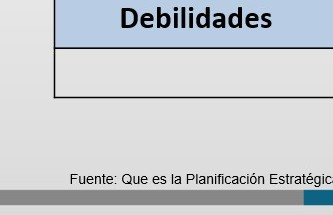 Debilidades
Fuente: Que es la Planificación Estratégic